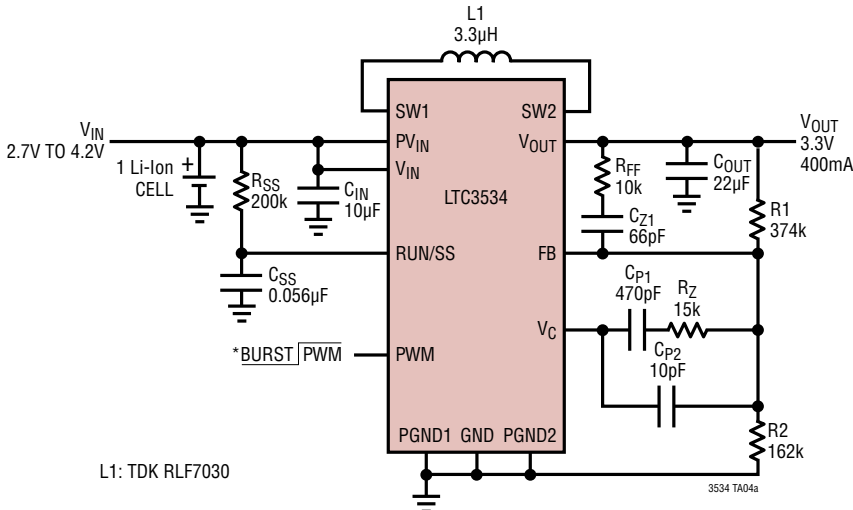 L1
3.3µH
SW1
SW2
VIN
2.7V TO 4.2V
PVIN
VOUT
VOUT
3.3V
400mA
1 Li-Ion
CELL
+
RSS
200k
VIN
CIN
10µF
LTC3534
RFF
10k
COUT
22µF
CZ1
66pF
R1
374k
RUN/SS
FB
CSS
0.056µF
CP1
470pF
RZ
15k
VC
*BURST PWM
PWM
CP2
10pF
PGND1 GND PGND2
R2
162k
L1: TDK RLF7030
3534 TA04a